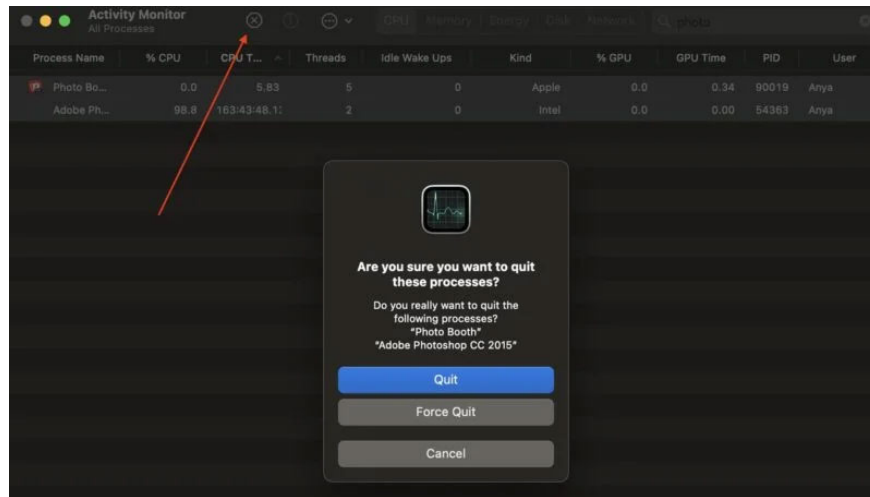 Activity Monitor
All Processes
CPU Memory Energy Disk Network photo
Process Name % CPU CPU T... Threads Idle Wake Ups Kind % GPU GPU Time PID User
Photo Bo... 0.0 5,83 5 0 Apple 0.0 0.34 90019 Anya
Adobe Ph... 98.8 163:43:48.1: 2 0 Intel 0.0 0.00 54363 Anya
Are you sure you want to quit
these processes?
Do you really want to quit the
following processes?
"Photo Booth"
"Adobe Photoshop CC 2015"
Quit
Force Quit
Cancel